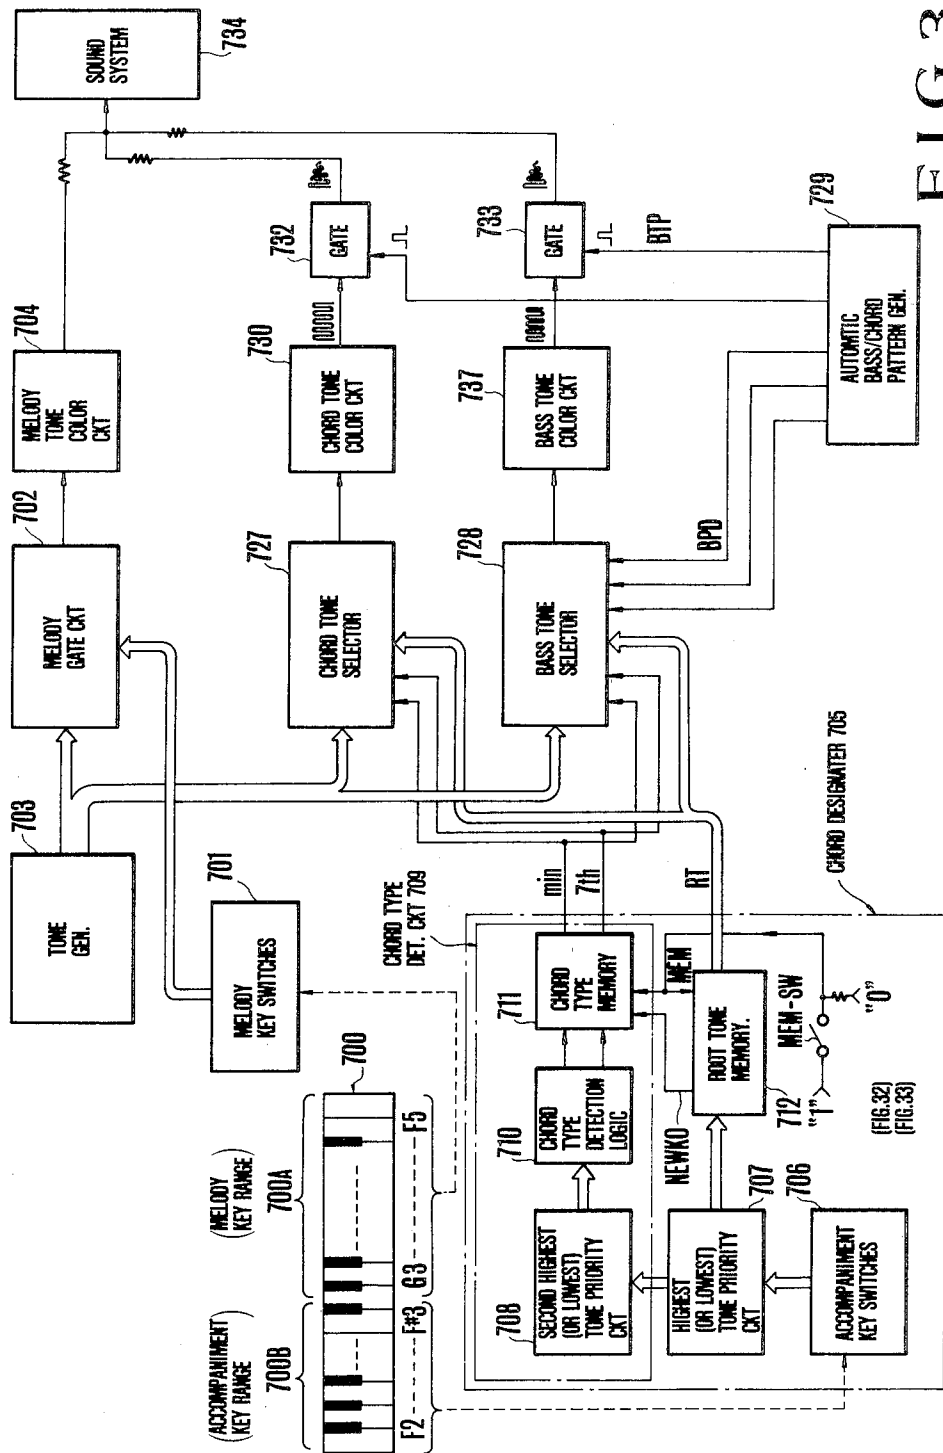 SOUND
SYSTEM
734
MELODY
TONE
COLOR
CKT
704
MELODY
GATE CKT
702
TONE
GEN.
703
MELODY
KEY SWITCHES
701
GATE
732
CHORD TONE
COLOR CKT
730
CHORD TONE
SELECTOR
727
GATE
733
BTP
BASS TONE
COLOR CKT
737
BASS TONE
SELECTOR
728
BPD
AUTOMTIC
BASS/CHORD
PATTERN GEN.
729
(MELODY
KEY RANGE)
700A
700
(ACCOMPANIMENT
KEY RANGE)
700B
F2
F#3
G3
F5
CHORD TYPE
DET. CKT 709
CHORD DESIGNATER 705
min
7th
RT
CHORD TYPE
MEMORY
711
CHORD
TYPE
DETECTION
LOGIC
710
SECOND HIGHEST
(OR LOWEST)
TONE PRIORITY
CKT
708
MEM
NEWKO
ROOT TONE
MEMORY.
712
HIGHEST
(OR LOWEST)
TONE PRIORITY
CKT
707
ACCOMPANIMENT
KEY SWITCHES
706
MEM-SW
"1"
"0"
(FIG.32)
(FIG.33)
FIG.3